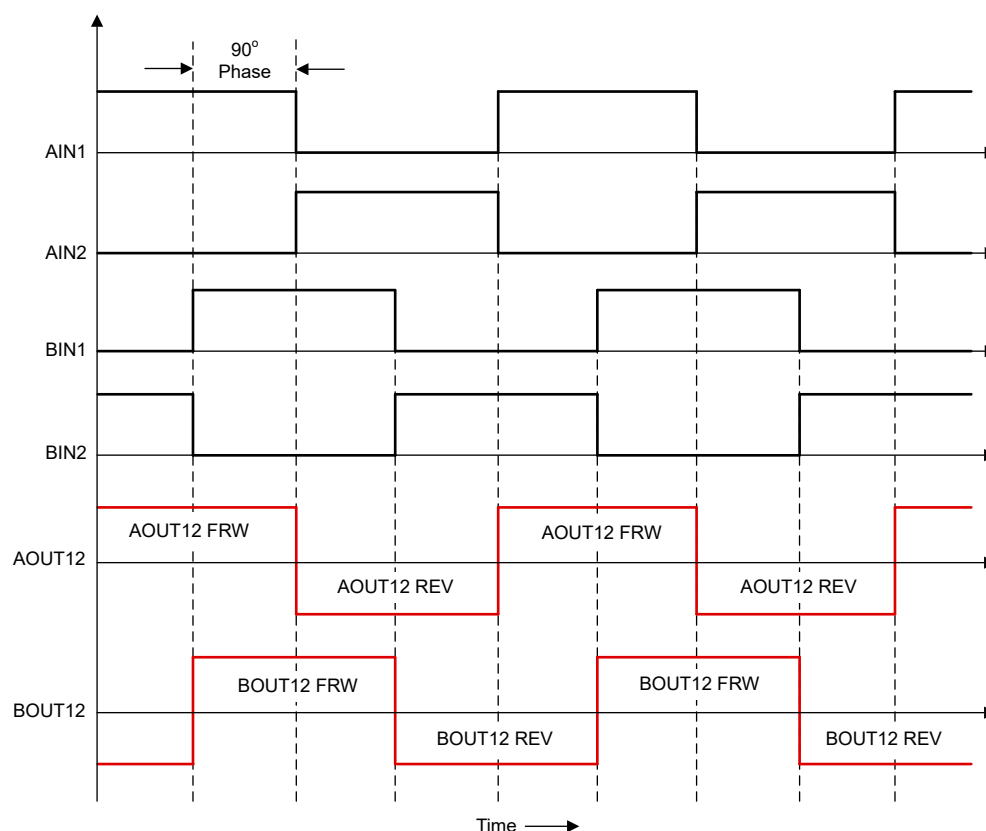 90o
Phase
AIN1
AIN2
BIN1
BIN2
AOUT12 FRW
AOUT12 FRW
AOUT12
AOUT12 REV
AOUT12 REV
BOUT12 FRW
BOUT12 FRW
BOUT12
BOUT12 REV
BOUT12 REV
Time